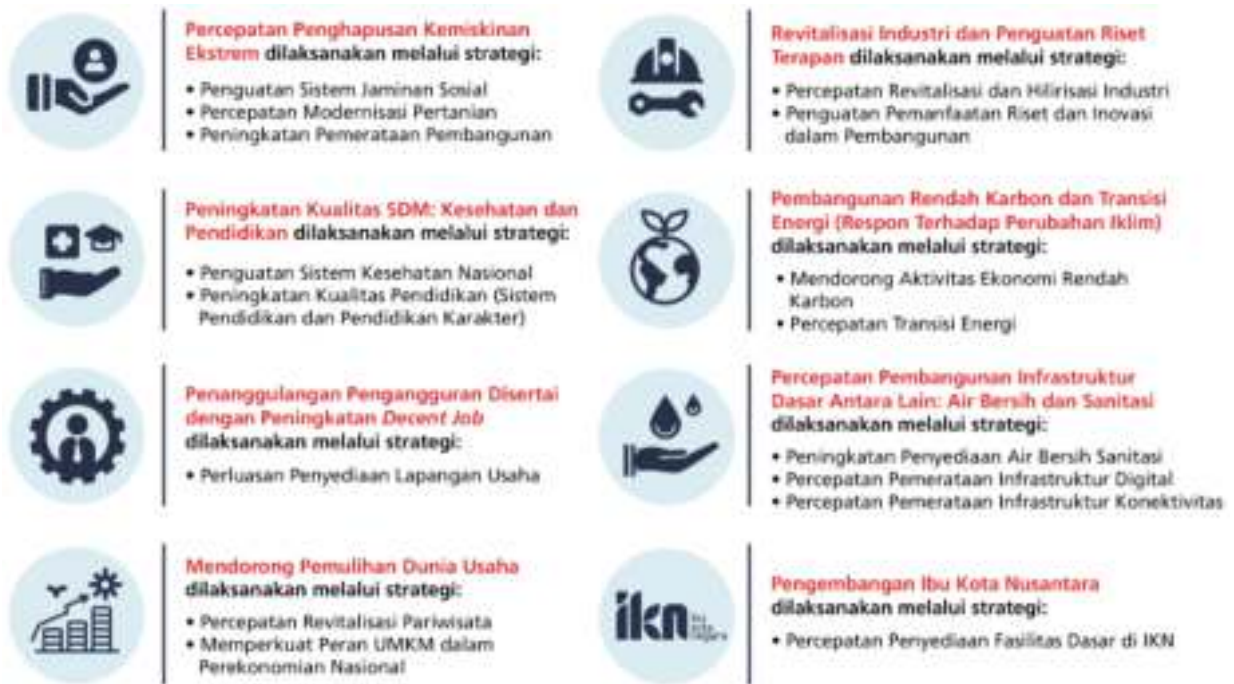 Percepatan Penghapusan Kemiskinan
Ekstrem dilaksanakan melalui strategi:
• Penguatan Sistem Jaminan Sosial
• Percepatan Modernisasi Pertanian
• Peningkatan Pemerataan Pembangunan
Peningkatan Kualitas SDM: Kesehatan dan
Pendidikan dilaksanakan melalui strategi:
• Penguatan Sistem Kesehatan Nasional
• Peningkatan Kualitas Pendidikan (Sistem
Pendidikan dan Pendidikan Karakter)
Penanggulangan Pengangguran Disertai
dengan Peningkatan Decent Job
dilaksanakan melalui strategi:
• Perluasan Penyediaan Lapangan Usaha
Mendorong Pemulihan Dunia Usaha
dilaksanakan melalui strategi:
• Percepatan Revitalisasi Pariwisata
• Memperkuat Peran UMKM dalam
Perekonomian Nasional
Revitalisasi Industri dan Penguatan Riset
Terapan dilaksanakan melalui strategi:
• Percepatan Revitalisasi dan Hilirisasi Industri
• Penguatan Pemanfaatan Riset dan Inovasi
dalam Pembangunan
Pembangunan Rendah Karbon dan Transisi
Energi (Respon Terhadap Perubahan Iklim)
dilaksanakan melalui strategi:
• Mendorong Aktivitas Ekonomi Rendah
Karbon
• Percepatan Transisi Energi
Percepatan Pembangunan Infrastruktur
Dasar Antara Lain: Air Bersih dan Sanitasi
dilaksanakan melalui strategi:
• Peningkatan Penyediaan Air Bersih Sanitasi
• Percepatan Pemerataan Infrastruktur Digital
• Percepatan Pemerataan Infrastruktur Konektivitas
ikn
ibu
kota
negara
Pengembangan Ibu Kota Nusantara
dilaksanakan melalui strategi:
• Percepatan Penyediaan Fasilitas Dasar di IKN